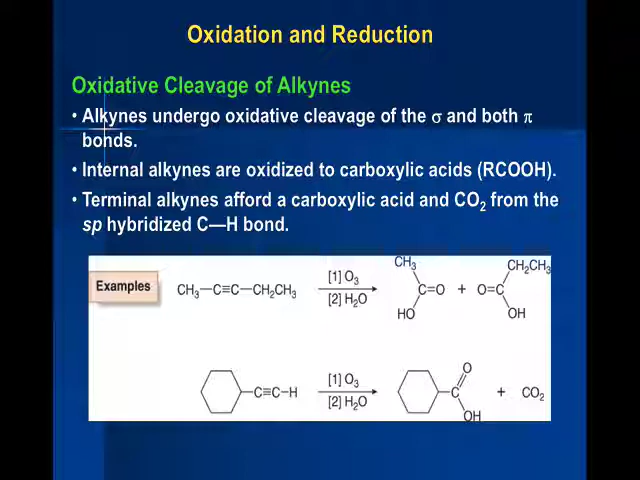 Oxidation and Reduction
Oxidative Cleavage of Alkynes
• Alkynes undergo oxidative cleavage of the σ and both π
bonds.
• Internal alkynes are oxidized to carboxylic acids (RCOOH).
• Terminal alkynes afford a carboxylic acid and CO₂ from the
sp hybridized C—H bond.
Examples
CH₃—C≡C—CH₂CH₃
[1] O₃
[2] H₂O
CH₃
C=O
HO
+
CH₂CH₃
O=C
OH
C≡C—H
[1] O₃
[2] H₂O
O
C
OH
+
CO₂